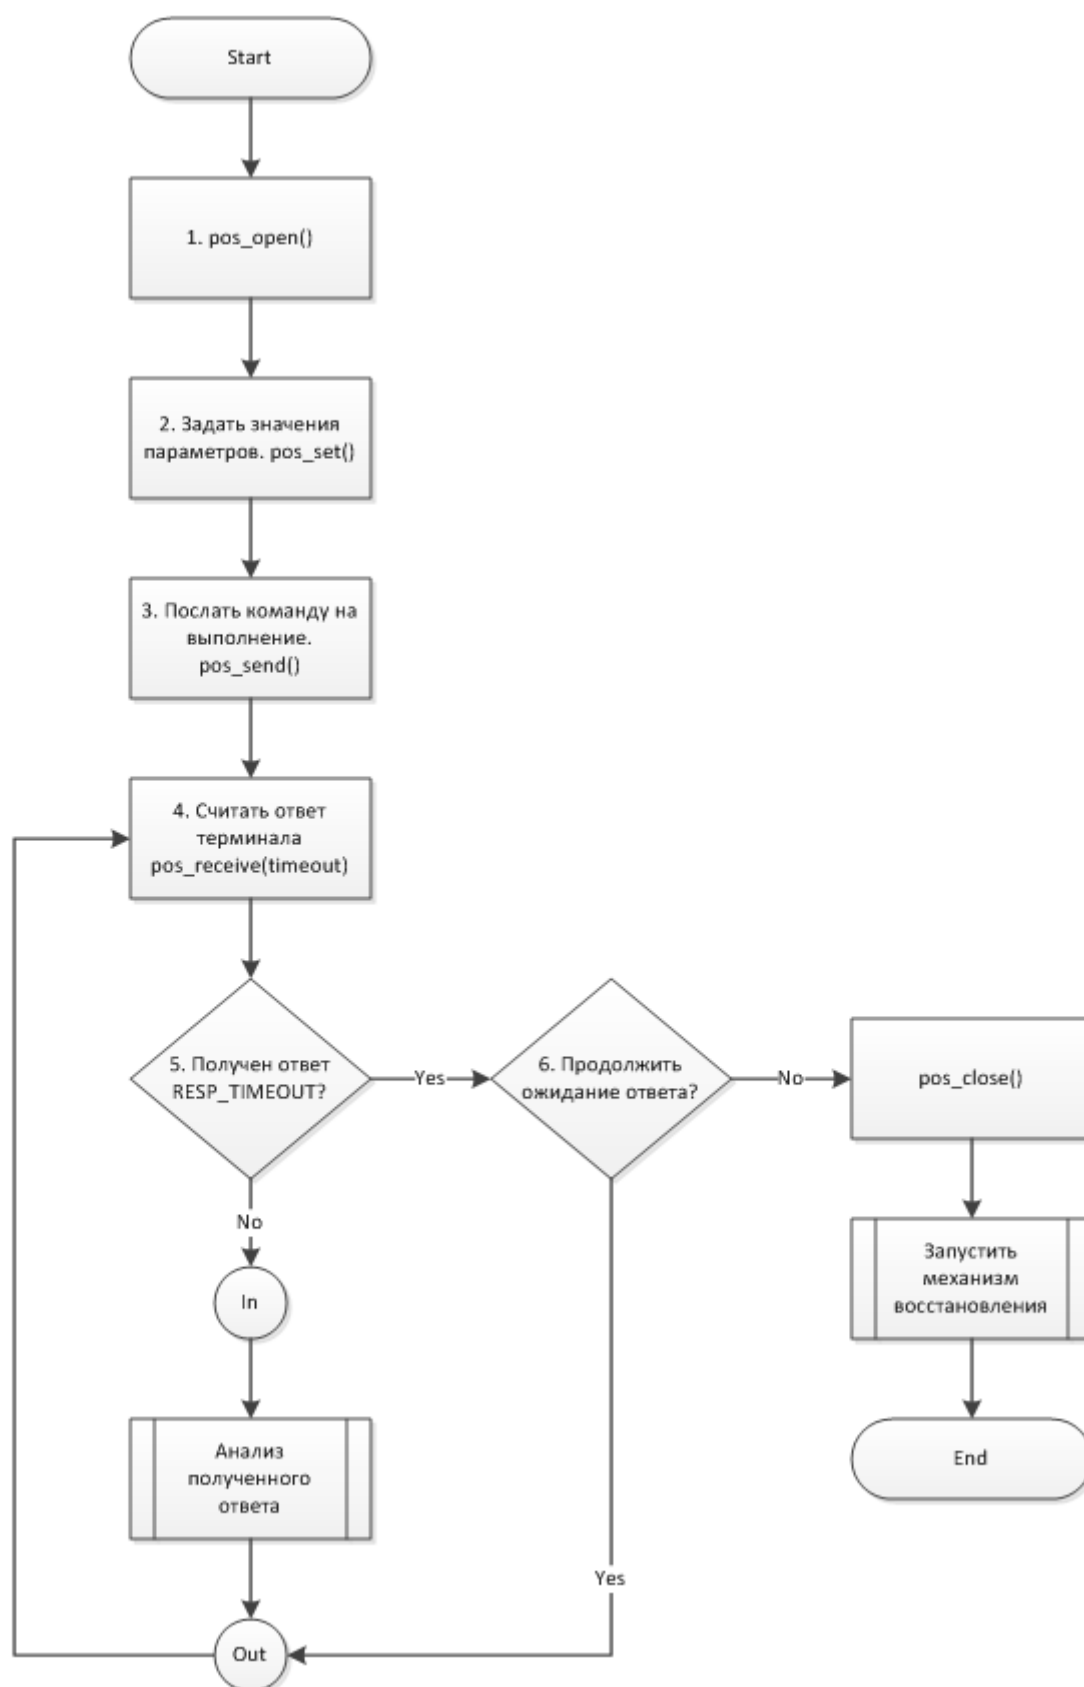 Start
1. pos_open()
2. Задать значения
параметров. pos_set()
3. Послать команду на
выполнение.
pos_send()
4. Считать ответ
терминала
pos_receive(timeout)
5. Получен ответ
RESP_TIMEOUT?
Yes
6. Продолжить
ожидание ответа?
No
pos_close()
No
Запустить
механизм
восстановления
In
Анализ
полученного
ответа
End
Yes
Out